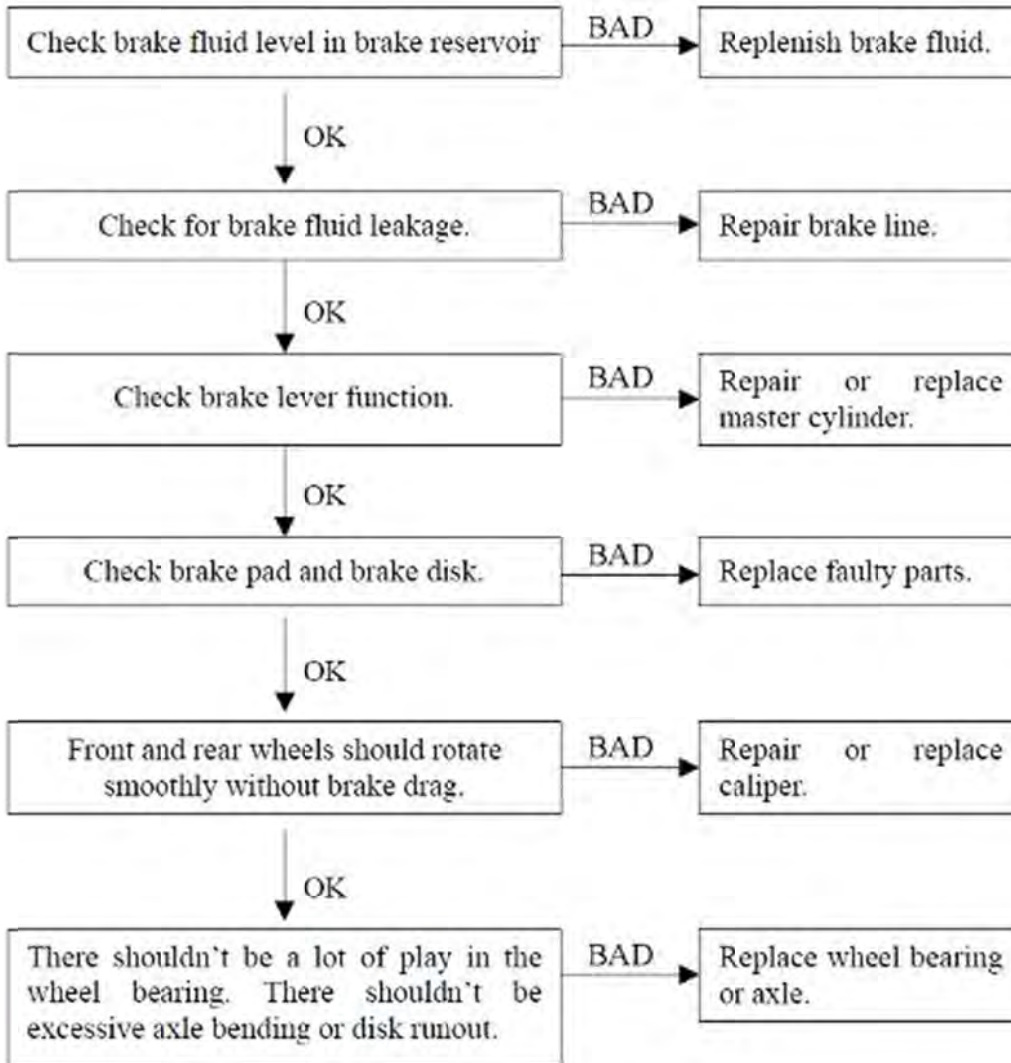 Check brake fluid level in brake reservoir
BAD
Replenish brake fluid.
OK
Check for brake fluid leakage.
BAD
Repair brake line.
OK
Check brake lever function.
BAD
Repair or replace
master cylinder.
OK
Check brake pad and brake disk.
BAD
Replace faulty parts.
OK
Front and rear wheels should rotate
smoothly without brake drag.
BAD
Repair or replace
caliper.
OK
There shouldn't be a lot of play in the
wheel bearing. There shouldn't be
excessive axle bending or disk runout.
BAD
Replace wheel bearing
or axle.